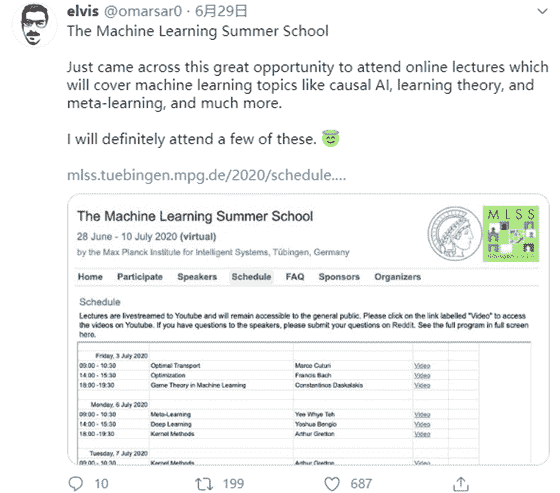 elvis @omarsar0 · 6月29日
The Machine Learning Summer School
Just came across this great opportunity to attend online lectures which
will cover machine learning topics like causal AI, learning theory, and
meta-learning, and much more.
I will definitely attend a few of these. 😇
mlss.tuebingen.mpg.de/2020/schedule....
The Machine Learning Summer School
28 June - 10 July 2020 (virtual)
by the Max Planck Institute for Intelligent Systems, Tübingen, Germany
MLSS
Home Participate Speakers Schedule FAQ Sponsors Organizers
Schedule
Lectures are livestreamed to Youtube and will remain accessible to the general public. Please click on the link labelled "Video" to access
the videos on Youtube. If you have questions to the speakers, please submit your questions on Reddit. See the full program in full screen
here.
Friday, 3 July 2020
09:00 - 10:30 Optimal Transport Marco Cuturi Video
14:00 - 15:30 Optimization Francis Bach Video
18:00 -19:30 Game Theory in Machine Learning Constantinos Daskalakis Video
Monday, 6 July 2020
09:00 - 10:30 Meta-Learning Yee Whye Teh Video
14:00 - 15:30 Deep Learning Yoshua Bengio Video
18:00 -19:30 Kernel Methods Arthur Gretton Video
Tuesday, 7 July 2020
09:00 - 10:30 Kernel Methods Arthur Gretton Video
10 199 687